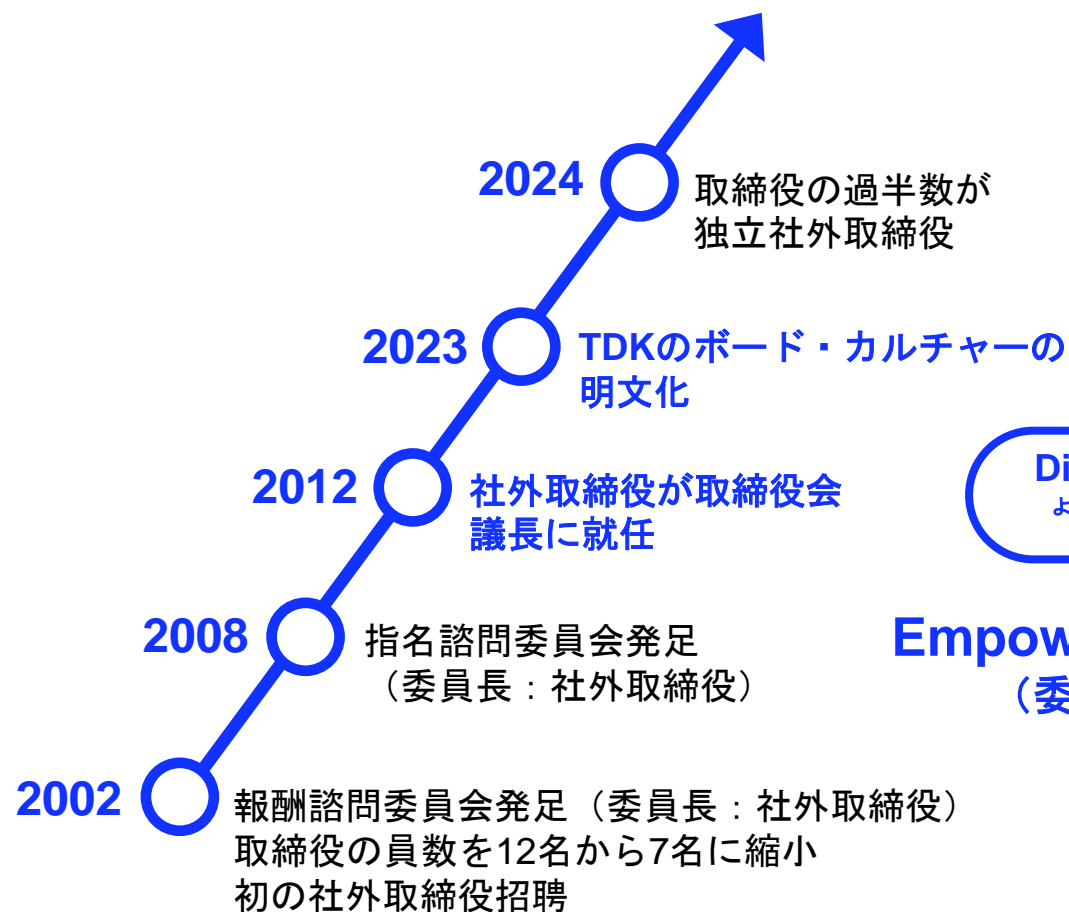 2024
取締役の過半数が
独立社外取締役
2023
TDKのボード・カルチャーの
明文化
2012
社外取締役が取締役会
議長に就任
2008
指名諮問委員会発足
（委員長：社外取締役）
2002
報酬諮問委員会発足（委員長：社外取締役）
取締役の員数を12名から7名に縮小
初の社外取締役招聘
Di
よ
Empow
（委